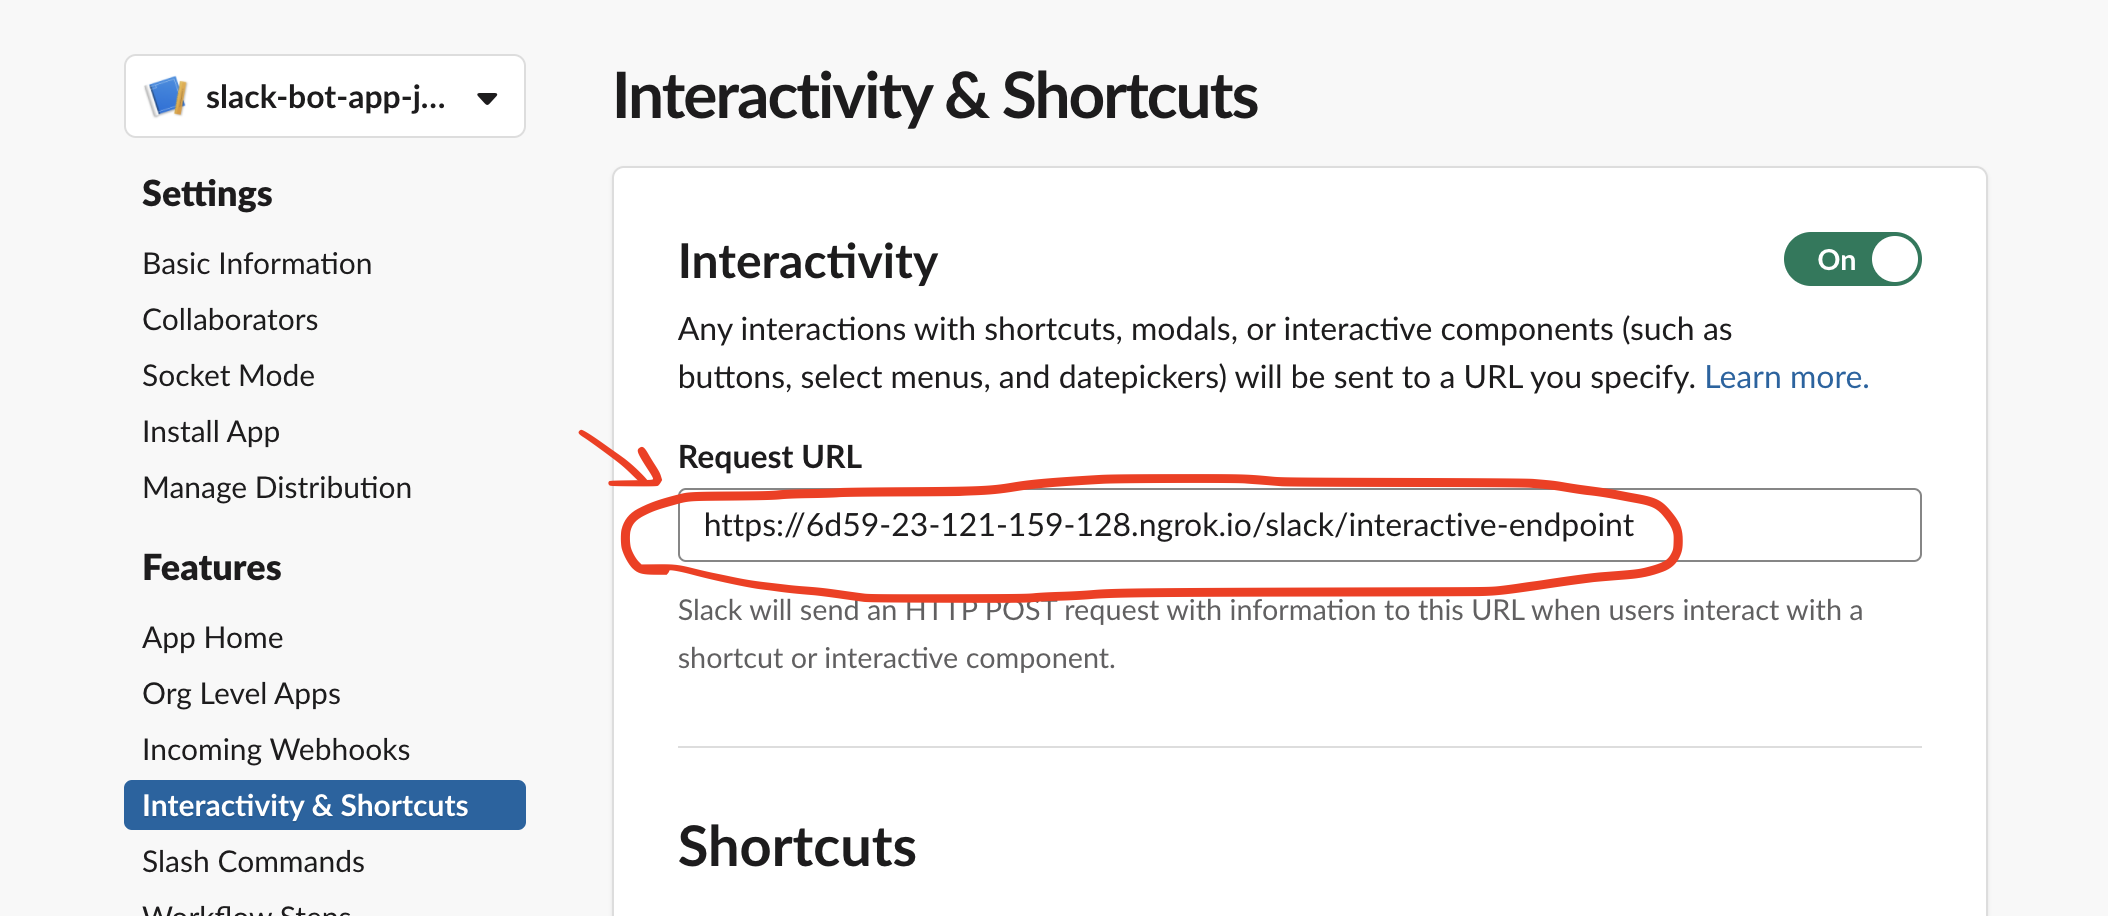 slack-bot-app-j...
Settings
Basic Information
Collaborators
Socket Mode
Install App
Manage Distribution
Features
App Home
Org Level Apps
Incoming Webhooks
Interactivity & Shortcuts
Slash Commands
Workflow Steps
Interactivity & Shortcuts
Interactivity
On
Any interactions with shortcuts, modals, or interactive components (such as
buttons, select menus, and datepickers) will be sent to a URL you specify. Learn more.
Request URL
https://6d59-23-121-159-128.ngrok.io/slack/interactive-endpoint
Slack will send an HTTP POST request with information to this URL when users interact with a
shortcut or interactive component.
Shortcuts